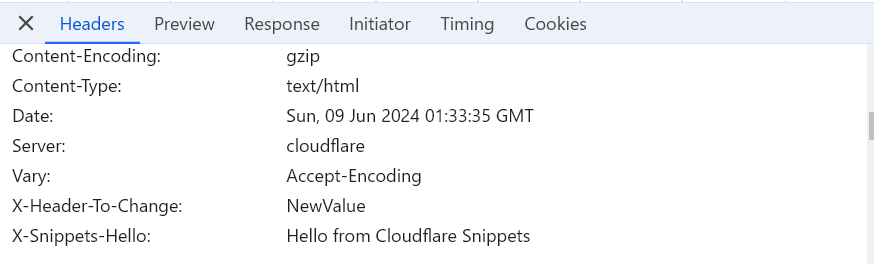 Headers Preview Response Initiator Timing Cookies
Content-Encoding: gzip
Content-Type: text/html
Date: Sun, 09 Jun 2024 01:33:35 GMT
Server: cloudflare
Vary: Accept-Encoding
X-Header-To-Change: NewValue
X-Snippets-Hello: Hello from Cloudflare Snippets